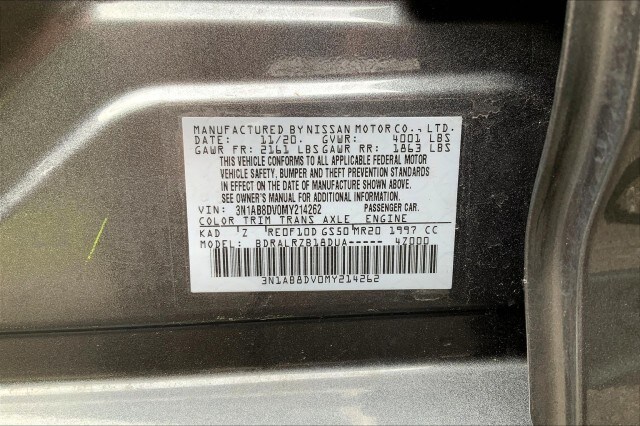 MANUFACTURED BY NISSAN MOTOR CO., LTD.
DATE: 11/20. GVWR: 4001 LBS
GAWR FR: 2161 LBS GAWR RR: 1863 LBS
THIS VEHICLE CONFORMS TO ALL APPLICABLE FEDERAL MOTOR
VEHICLE SAFETY, BUMPER AND THEFT PREVENTION STANDARDS
IN EFFECT ON THE DATE OF MANUFACTURE SHOWN ABOVE.
SEE OWNER'S MANUAL FOR ADDITIONAL INFORMATION.
VIN: 3N1AB8DV0MY214262 PASSENGER CAR.
COLOR TRIM TRANS AXLE ENGINE
KAD Z RE0F10D GS50 MR20 1997 CC
MODEL: BDRALRZB18DUA----- 4Z000
3N1AB8DV0MY214262